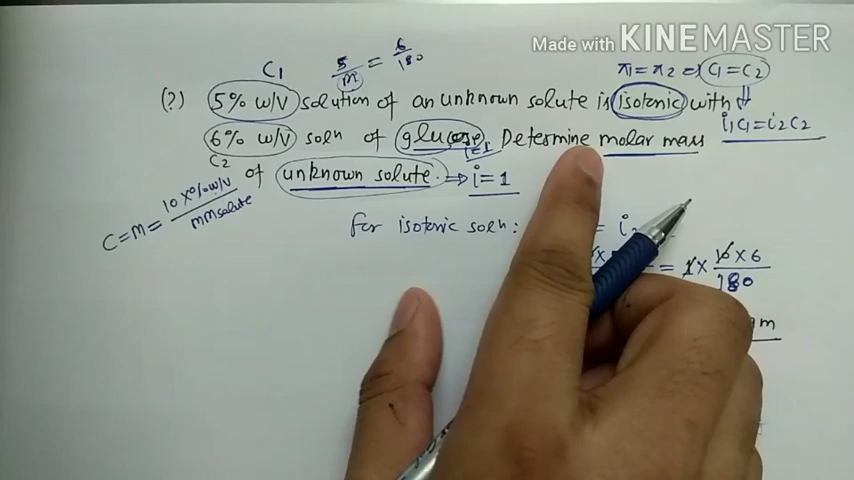 Made with KINEMASTER
C1 5/m = 6/180 π1 = π2 ⇒ C1 = C2
(?) 5% w/v solution of an unknown solute is isotonic with
6% w/v soln of glucose. Determine molar mass i1C1 = i2C2
C2 of unknown solute. ⇒ i = 1
C = M = 10 x % w/v / MM solute
For isotonic soln: = i2
= 1 x 10 x 6 / 180
gm